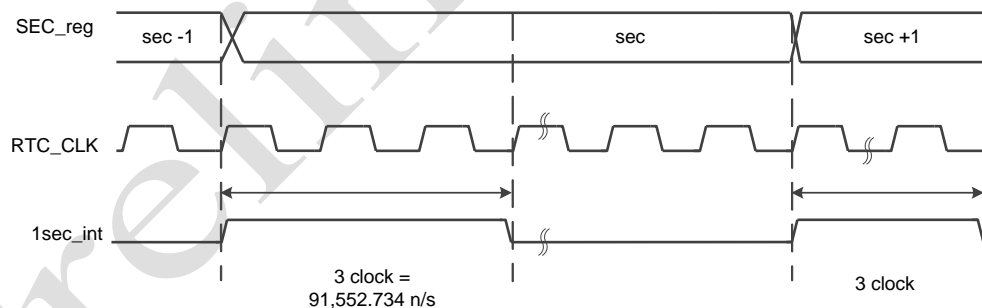 SEC_reg
sec -1
sec
sec +1
RTC_CLK
1sec_int
3 clock =
91,552.734 n/s
3 clock